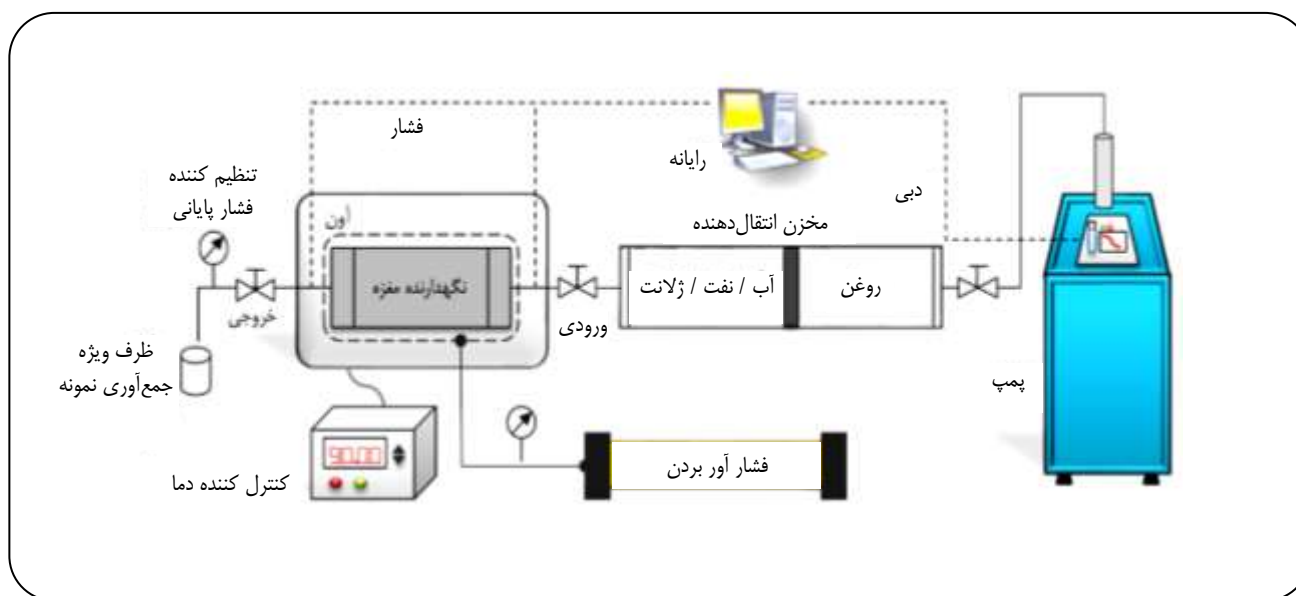 فشار
رایانه
تنظیم کننده
فشار پایانی
دبی
آون
مخزن انتقال‌دهنده
نگهدارنده مغزه
آب / نفت / ژلانت
روغن
خروجی
ورودی
ظرف ویژه
جمع‌آوری نمونه
پمپ
90.00
کنترل کننده دما
فشار آور بردن